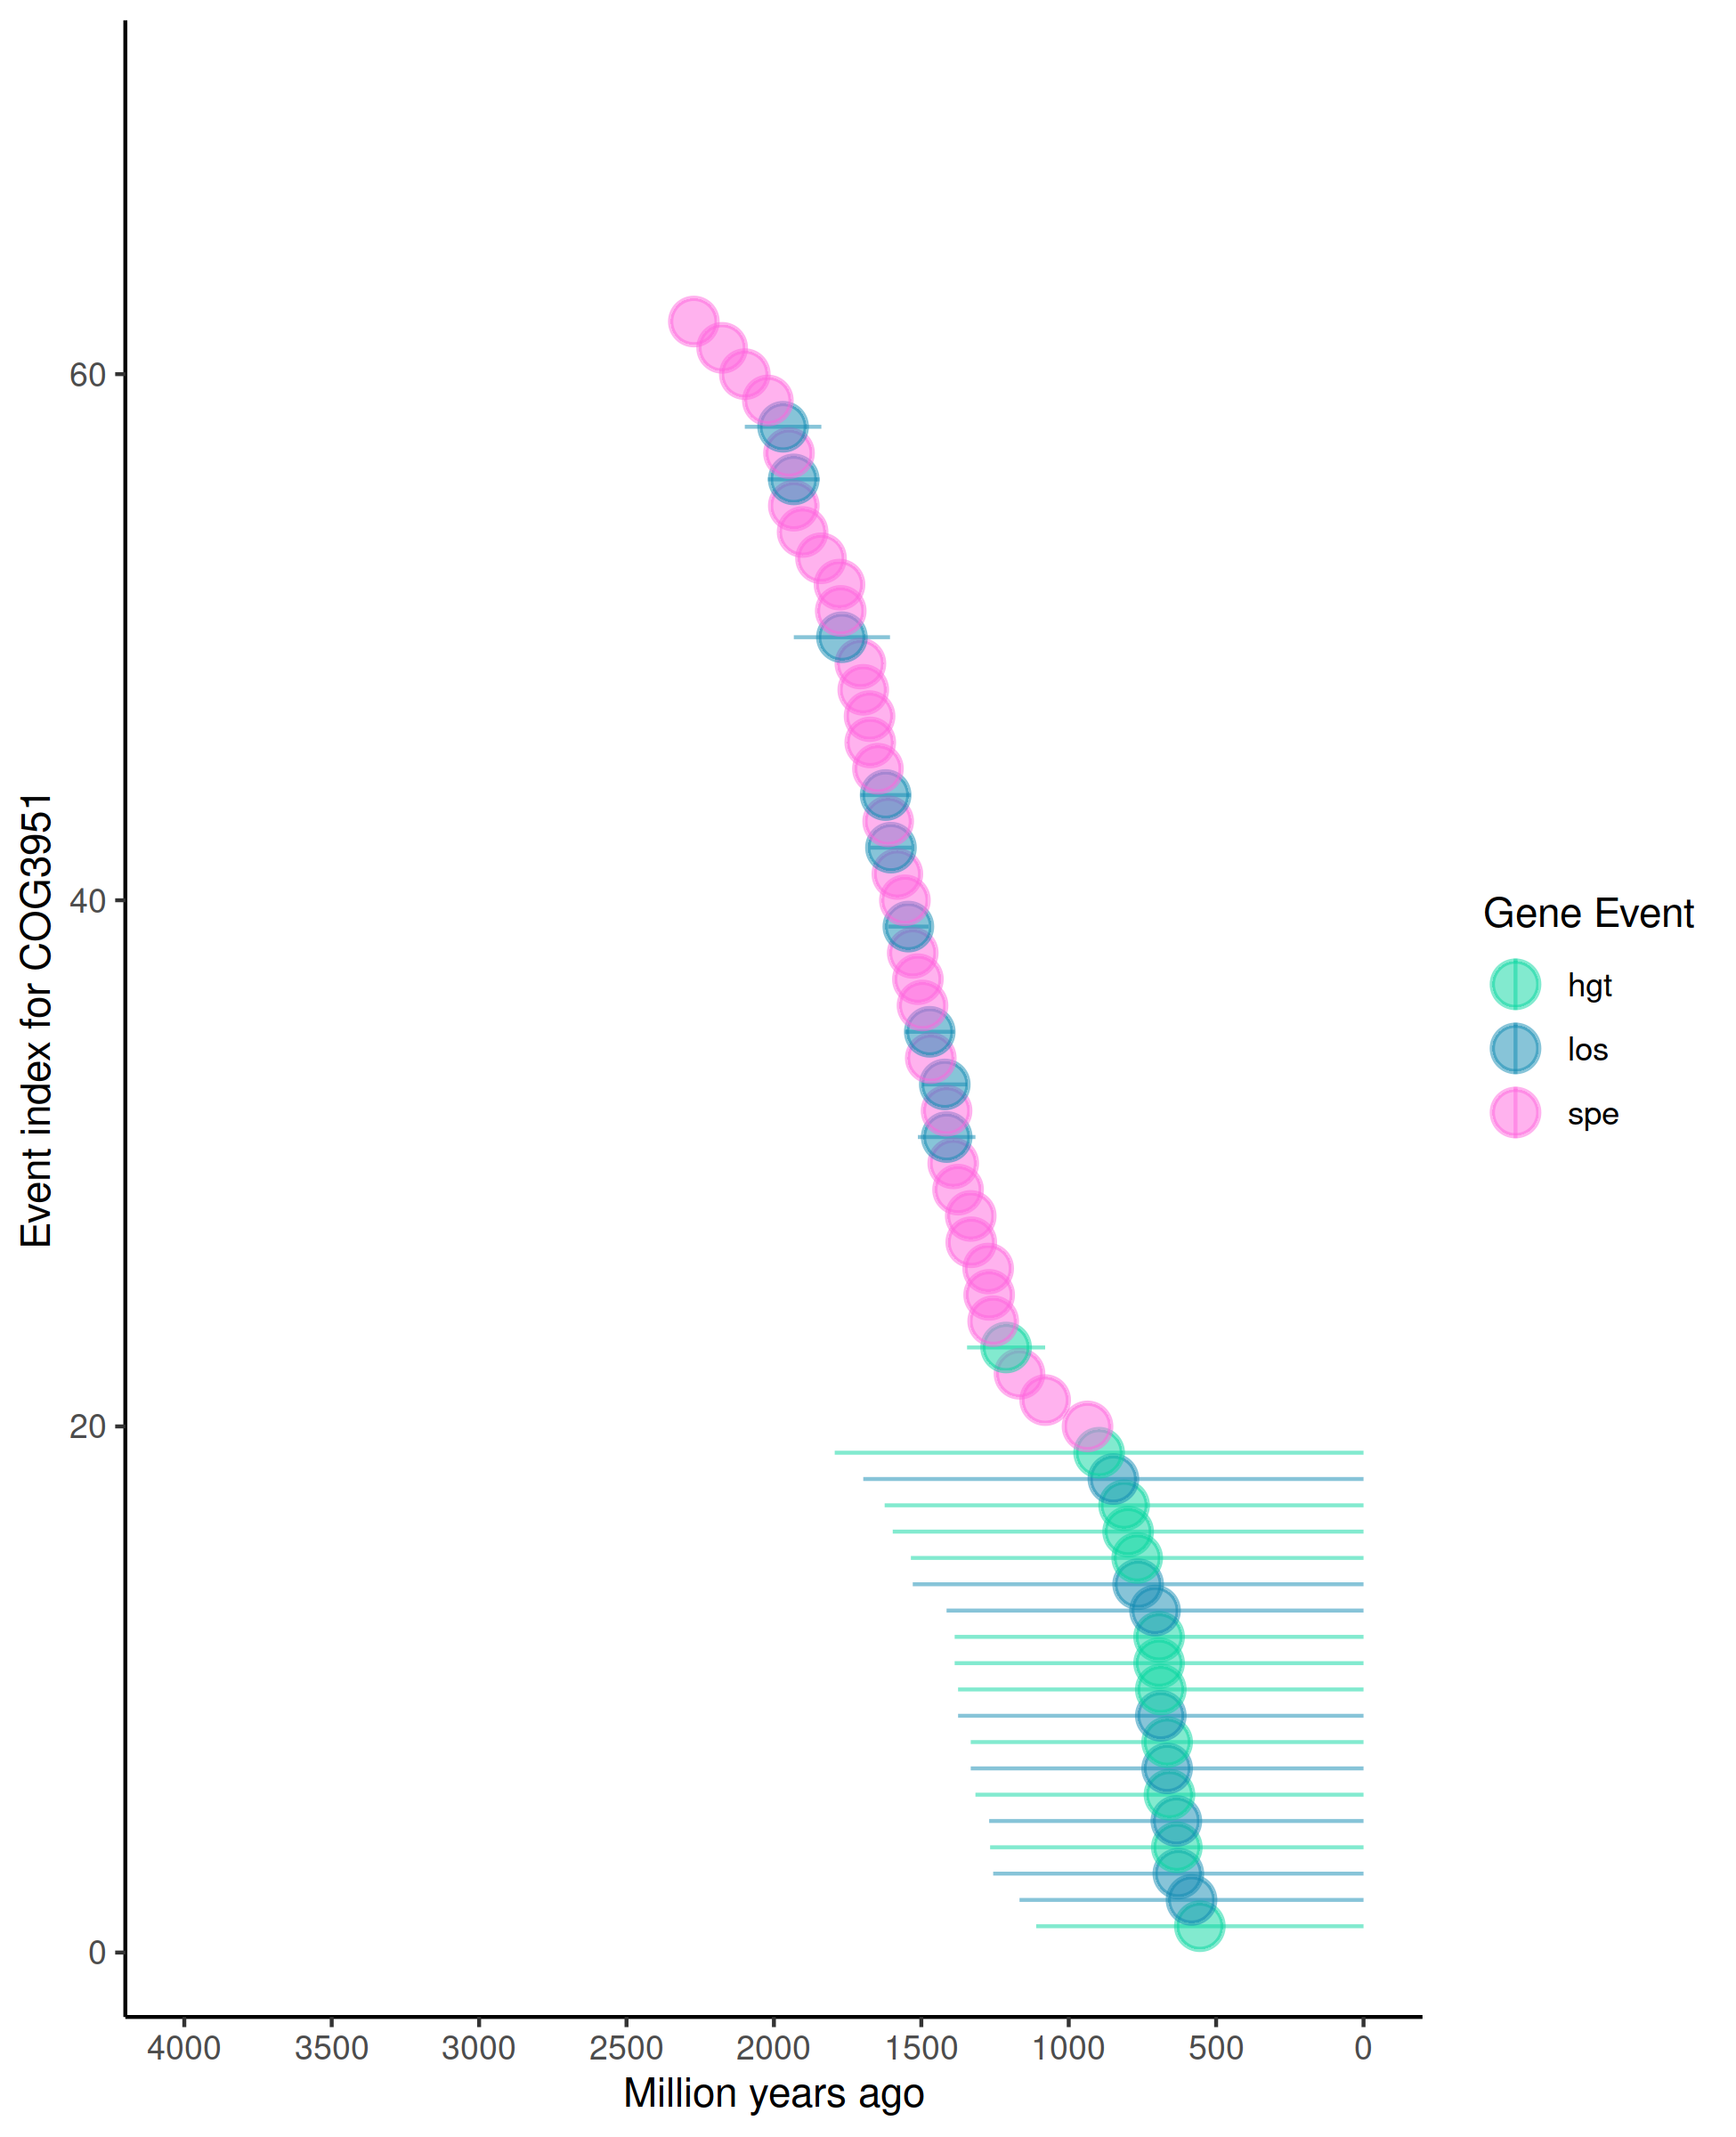 Event index for COG3951
60
40
20
0
4000 3500 3000 2500 2000 1500 1000 500 0
Million years ago
Gene Event
hgt
los
spe